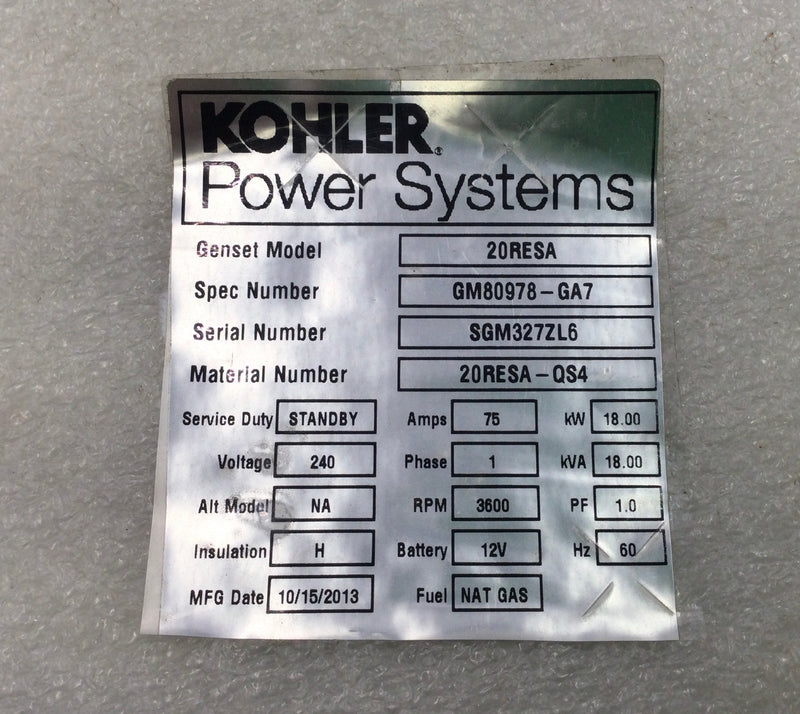 KOHLER®
Power Systems
Genset Model 20RESA
Spec Number GM80978-GA7
Serial Number SGM327ZL6
Material Number 20RESA-QS4
Service Duty STANDBY Amps 75 kW 18.00
Voltage 240 Phase 1 kVA 18.00
Alt Model NA RPM 3600 PF 1.0
Insulation H Battery 12V Hz 60
MFG Date 10/15/2013 Fuel NAT GAS